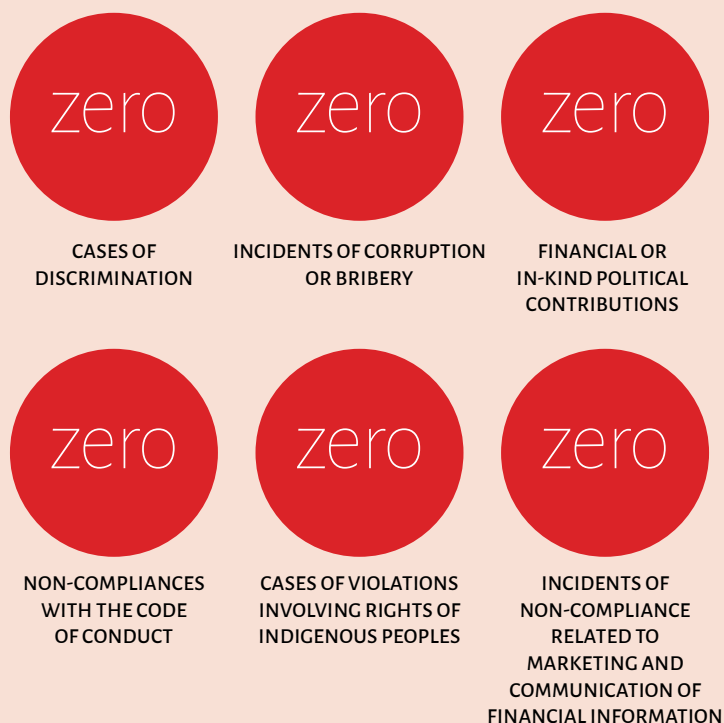 zero
CASES OF
DISCRIMINATION
zero
INCIDENTS OF CORRUPTION
OR BRIBERY
zero
FINANCIAL OR
IN-KIND POLITICAL
CONTRIBUTIONS
zero
NON-COMPLIANCES
WITH THE CODE
OF CONDUCT
zero
CASES OF VIOLATIONS
INVOLVING RIGHTS OF
INDIGENOUS PEOPLES
zero
INCIDENTS OF
NON-COMPLIANCE
RELATED TO
MARKETING AND
COMMUNICATION OF
FINANCIAL INFORMATION